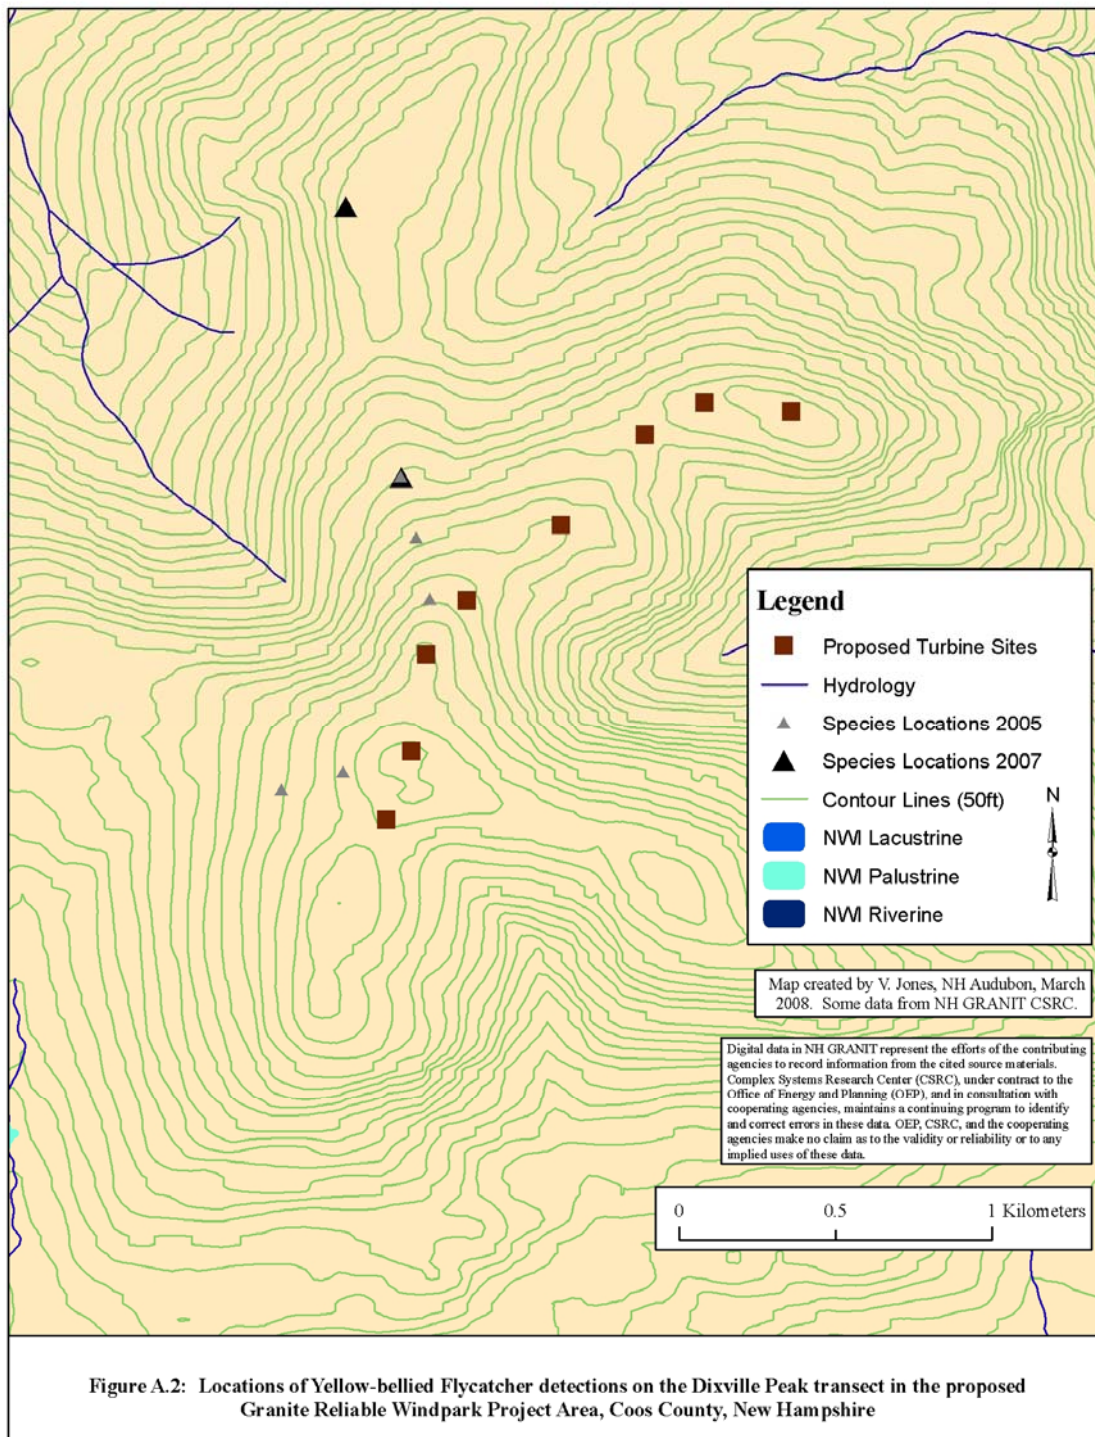 Legend
Proposed Turbine Sites
Hydrology
Species Locations 2005
Species Locations 2007
Contour Lines (50ft)
N
NWI Lacustrine
NWI Palustrine
NWI Riverine
Map created by V. Jones, NH Audubon, March
2008. Some data from NH GRANIT CSRC.
Digital data in NH GRANIT represent the efforts of the contributing
agencies to record information from the cited source materials.
Complex Systems Research Center (CSRC), under contract to the
Office of Energy and Planning (OEP), and in consultation with
cooperating agencies, maintains a continuing program to identify
and correct errors in these data. OEP, CSRC, and the cooperating
agencies make no claim as to the validity or reliability or to any
implied uses of these data.
0 0.5 1 Kilometers
Figure A.2: Locations of Yellow-bellied Flycatcher detections on the Dixville Peak transect in the proposed
Granite Reliable Windpark Project Area, Coos County, New Hampshire